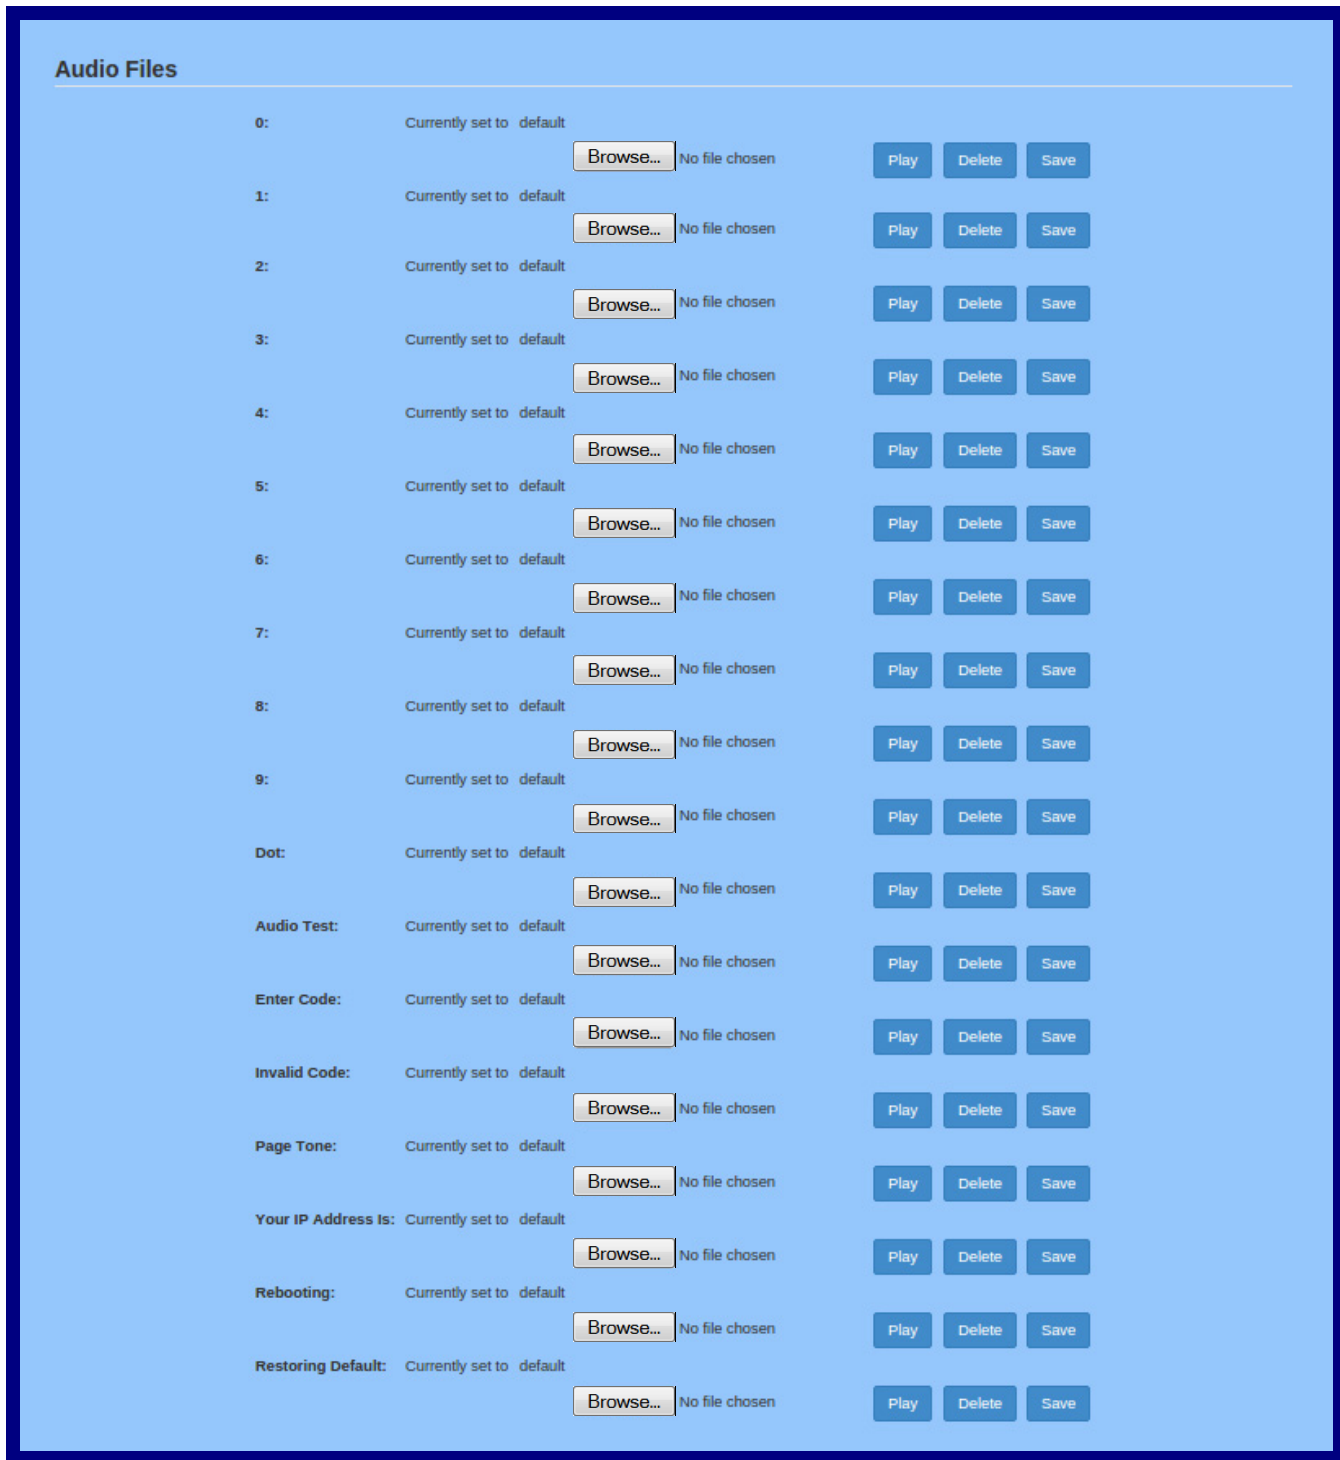 Audio Files
0: Currently set to default
Browse... No file chosen Play Delete Save
1: Currently set to default
Browse... No file chosen Play Delete Save
2: Currently set to default
Browse... No file chosen Play Delete Save
3: Currently set to default
Browse... No file chosen Play Delete Save
4: Currently set to default
Browse... No file chosen Play Delete Save
5: Currently set to default
Browse... No file chosen Play Delete Save
6: Currently set to default
Browse... No file chosen Play Delete Save
7: Currently set to default
Browse... No file chosen Play Delete Save
8: Currently set to default
Browse... No file chosen Play Delete Save
9: Currently set to default
Browse... No file chosen Play Delete Save
Dot: Currently set to default
Browse... No file chosen Play Delete Save
Audio Test: Currently set to default
Browse... No file chosen Play Delete Save
Enter Code: Currently set to default
Browse... No file chosen Play Delete Save
Invalid Code: Currently set to default
Browse... No file chosen Play Delete Save
Page Tone: Currently set to default
Browse... No file chosen Play Delete Save
Your IP Address Is: Currently set to default
Browse... No file chosen Play Delete Save
Rebooting: Currently set to default
Browse... No file chosen Play Delete Save
Restoring Default: Currently set to default
Browse... No file chosen Play Delete Save